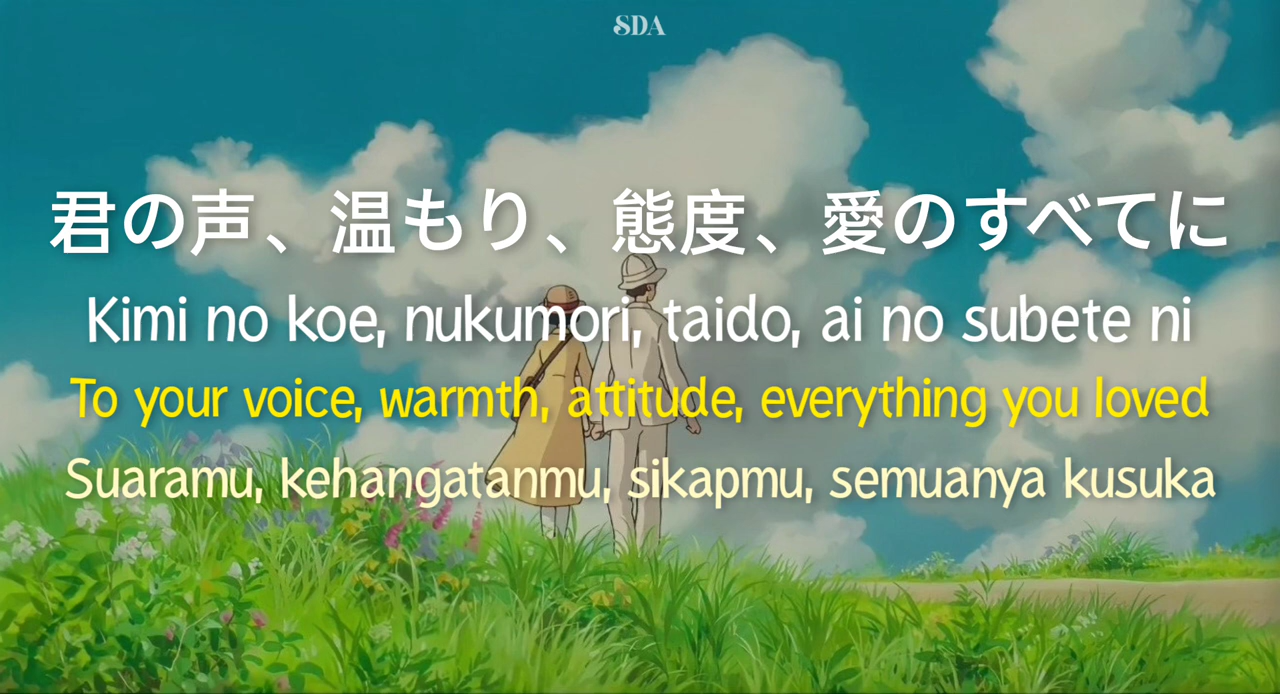 SDA
君の声、温もり、態度、愛のすべてに
Kimi no koe, nukumori, taido, ai no subete ni
To your voice, warmth, attitude, everything you loved
Suaramu, kehangatanmu, sikapmu, semuanya kusuka